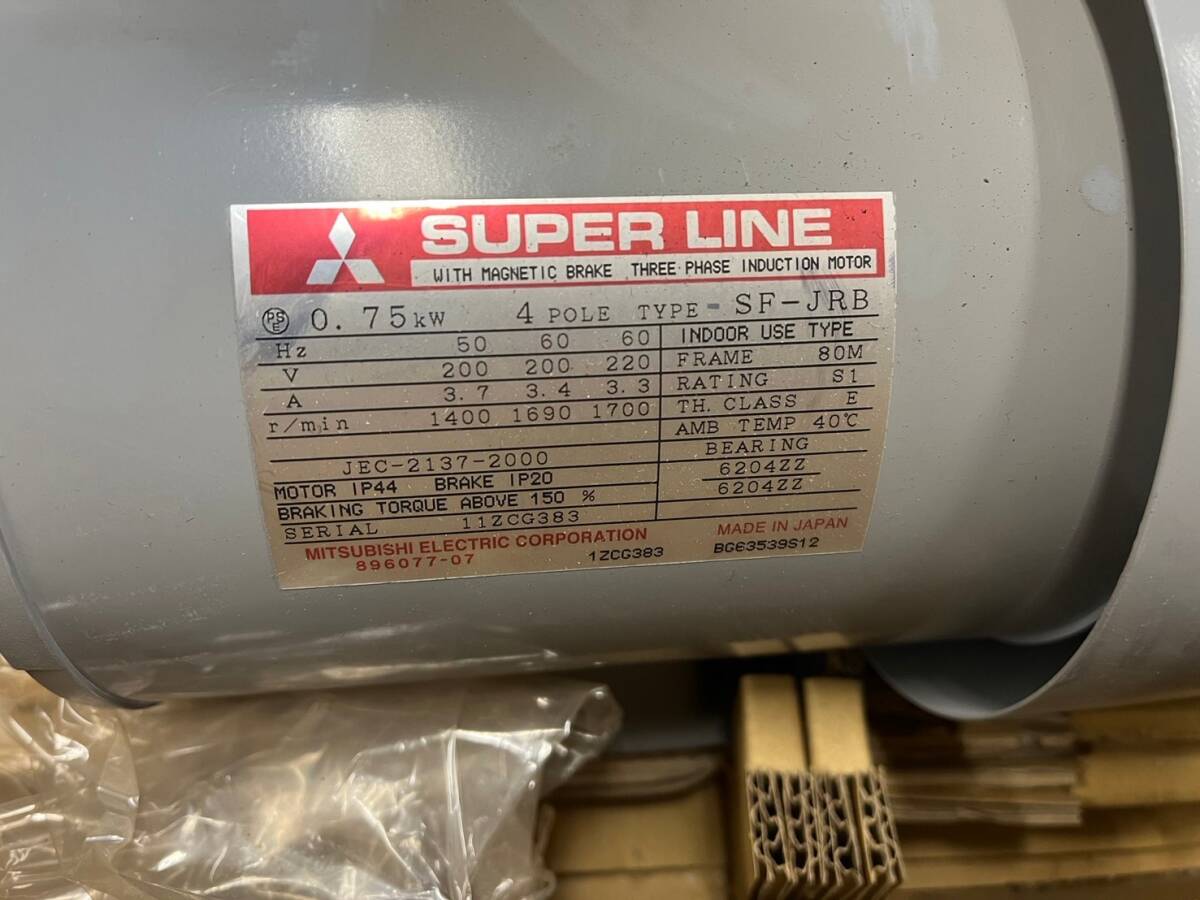 SUPER LINE
WITH MAGNETIC BRAKE THREE-PHASE INDUCTION MOTOR
PSE 0.75kW 4 POLE TYPE SF-JRB
Hz 50 60 60 INDOOR USE TYPE
V 200 200 220 FRAME 80M
A 3.7 3.4 3.3 RATING S1
r/min 1400 1690 1700 TH. CLASS E
AMB TEMP 40℃
JEC-2137-2000 BEARING
MOTOR IP44 BRAKE IP20 6204ZZ
BRAKING TORQUE ABOVE 150 % 6204ZZ
SERIAL 11ZCG383
MITSUBISHI ELECTRIC CORPORATION MADE IN JAPAN
896077-07 1ZCG383 BG63539S12